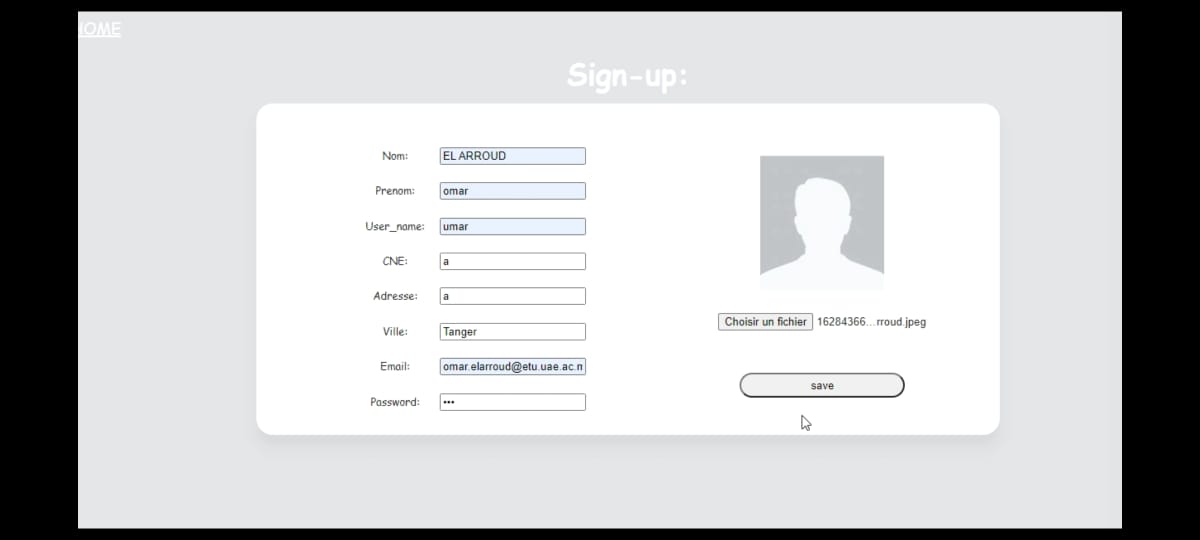 HOME
Sign-up:
Nom: EL ARROUD
Prenom: omar
User_name: umar
CNE: a
Adresse: a
Ville: Tanger
Email: omar.elarroud@etu.uae.ac.m
Password: •••
Choisir un fichier 16284366...rroud.jpeg
save